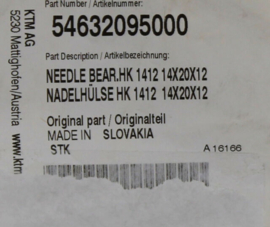 Part Number / Artikelnummer:
54632095000
Part Description / Artikelbezeichnung:
NEEDLE BEAR.HK 1412 14X20X12
NADELHÜLSE HK 1412 14X20X12
Original part / Originalteil
MADE IN SLOVAKIA
STK A 16166
KTM AG
5230 Mattighofen/Austria
www.ktm